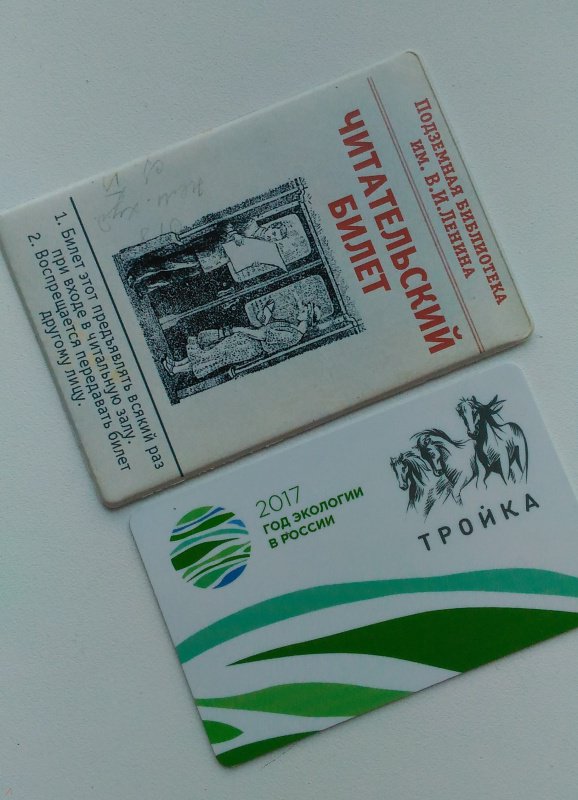 Подземная библиотека
им. В.И.Ленина
ЧИТАТЕЛЬСКИЙ
БИЛЕТ
1. Билет этот предъявлять всякий раз
при входе в читальную залу.
2. Воспрещается передавать билет
другому лицу.
2017
ГОД ЭКОЛОГИИ
В РОССИИ
ТРОЙКА